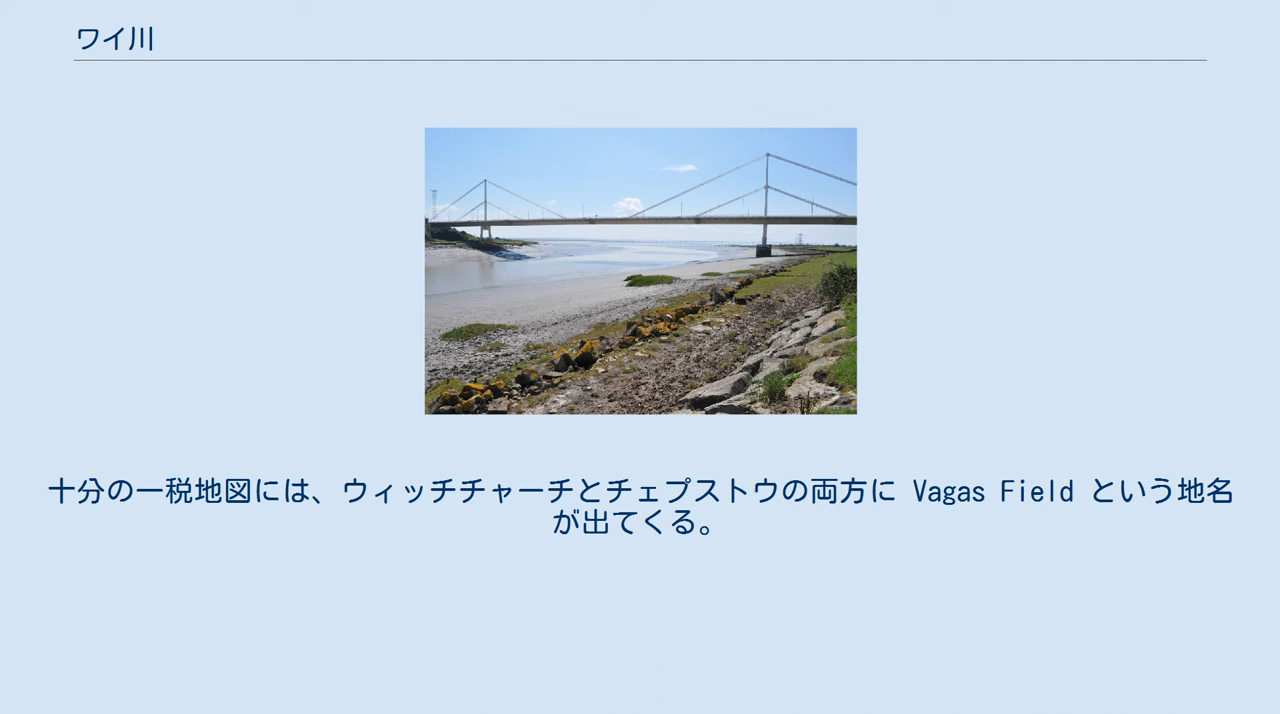 ワイ川
十分の一税地図には、ウィッチチャーチとチェプストウの両方に Vagas Field という地名
が出てくる。